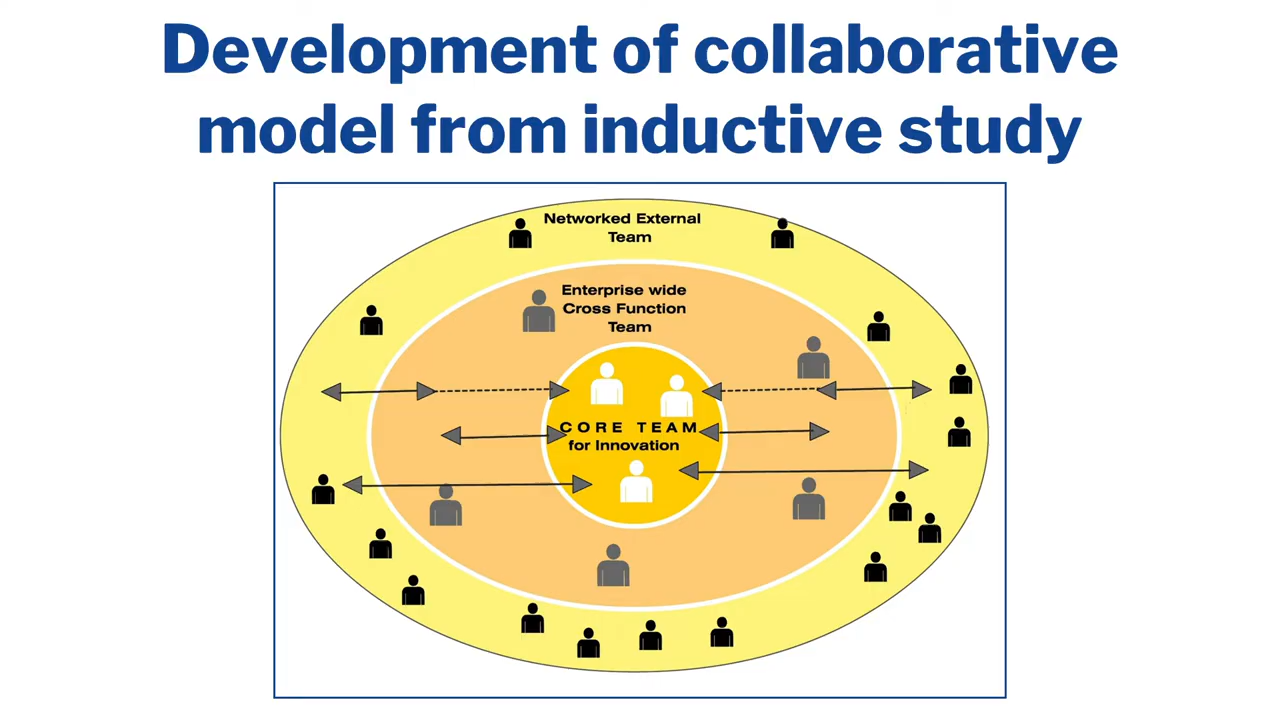 Development of collaborative
model from inductive study
Networked External
Team
Enterprise wide
Cross Function
Team
CORE TEAM
for Innovation